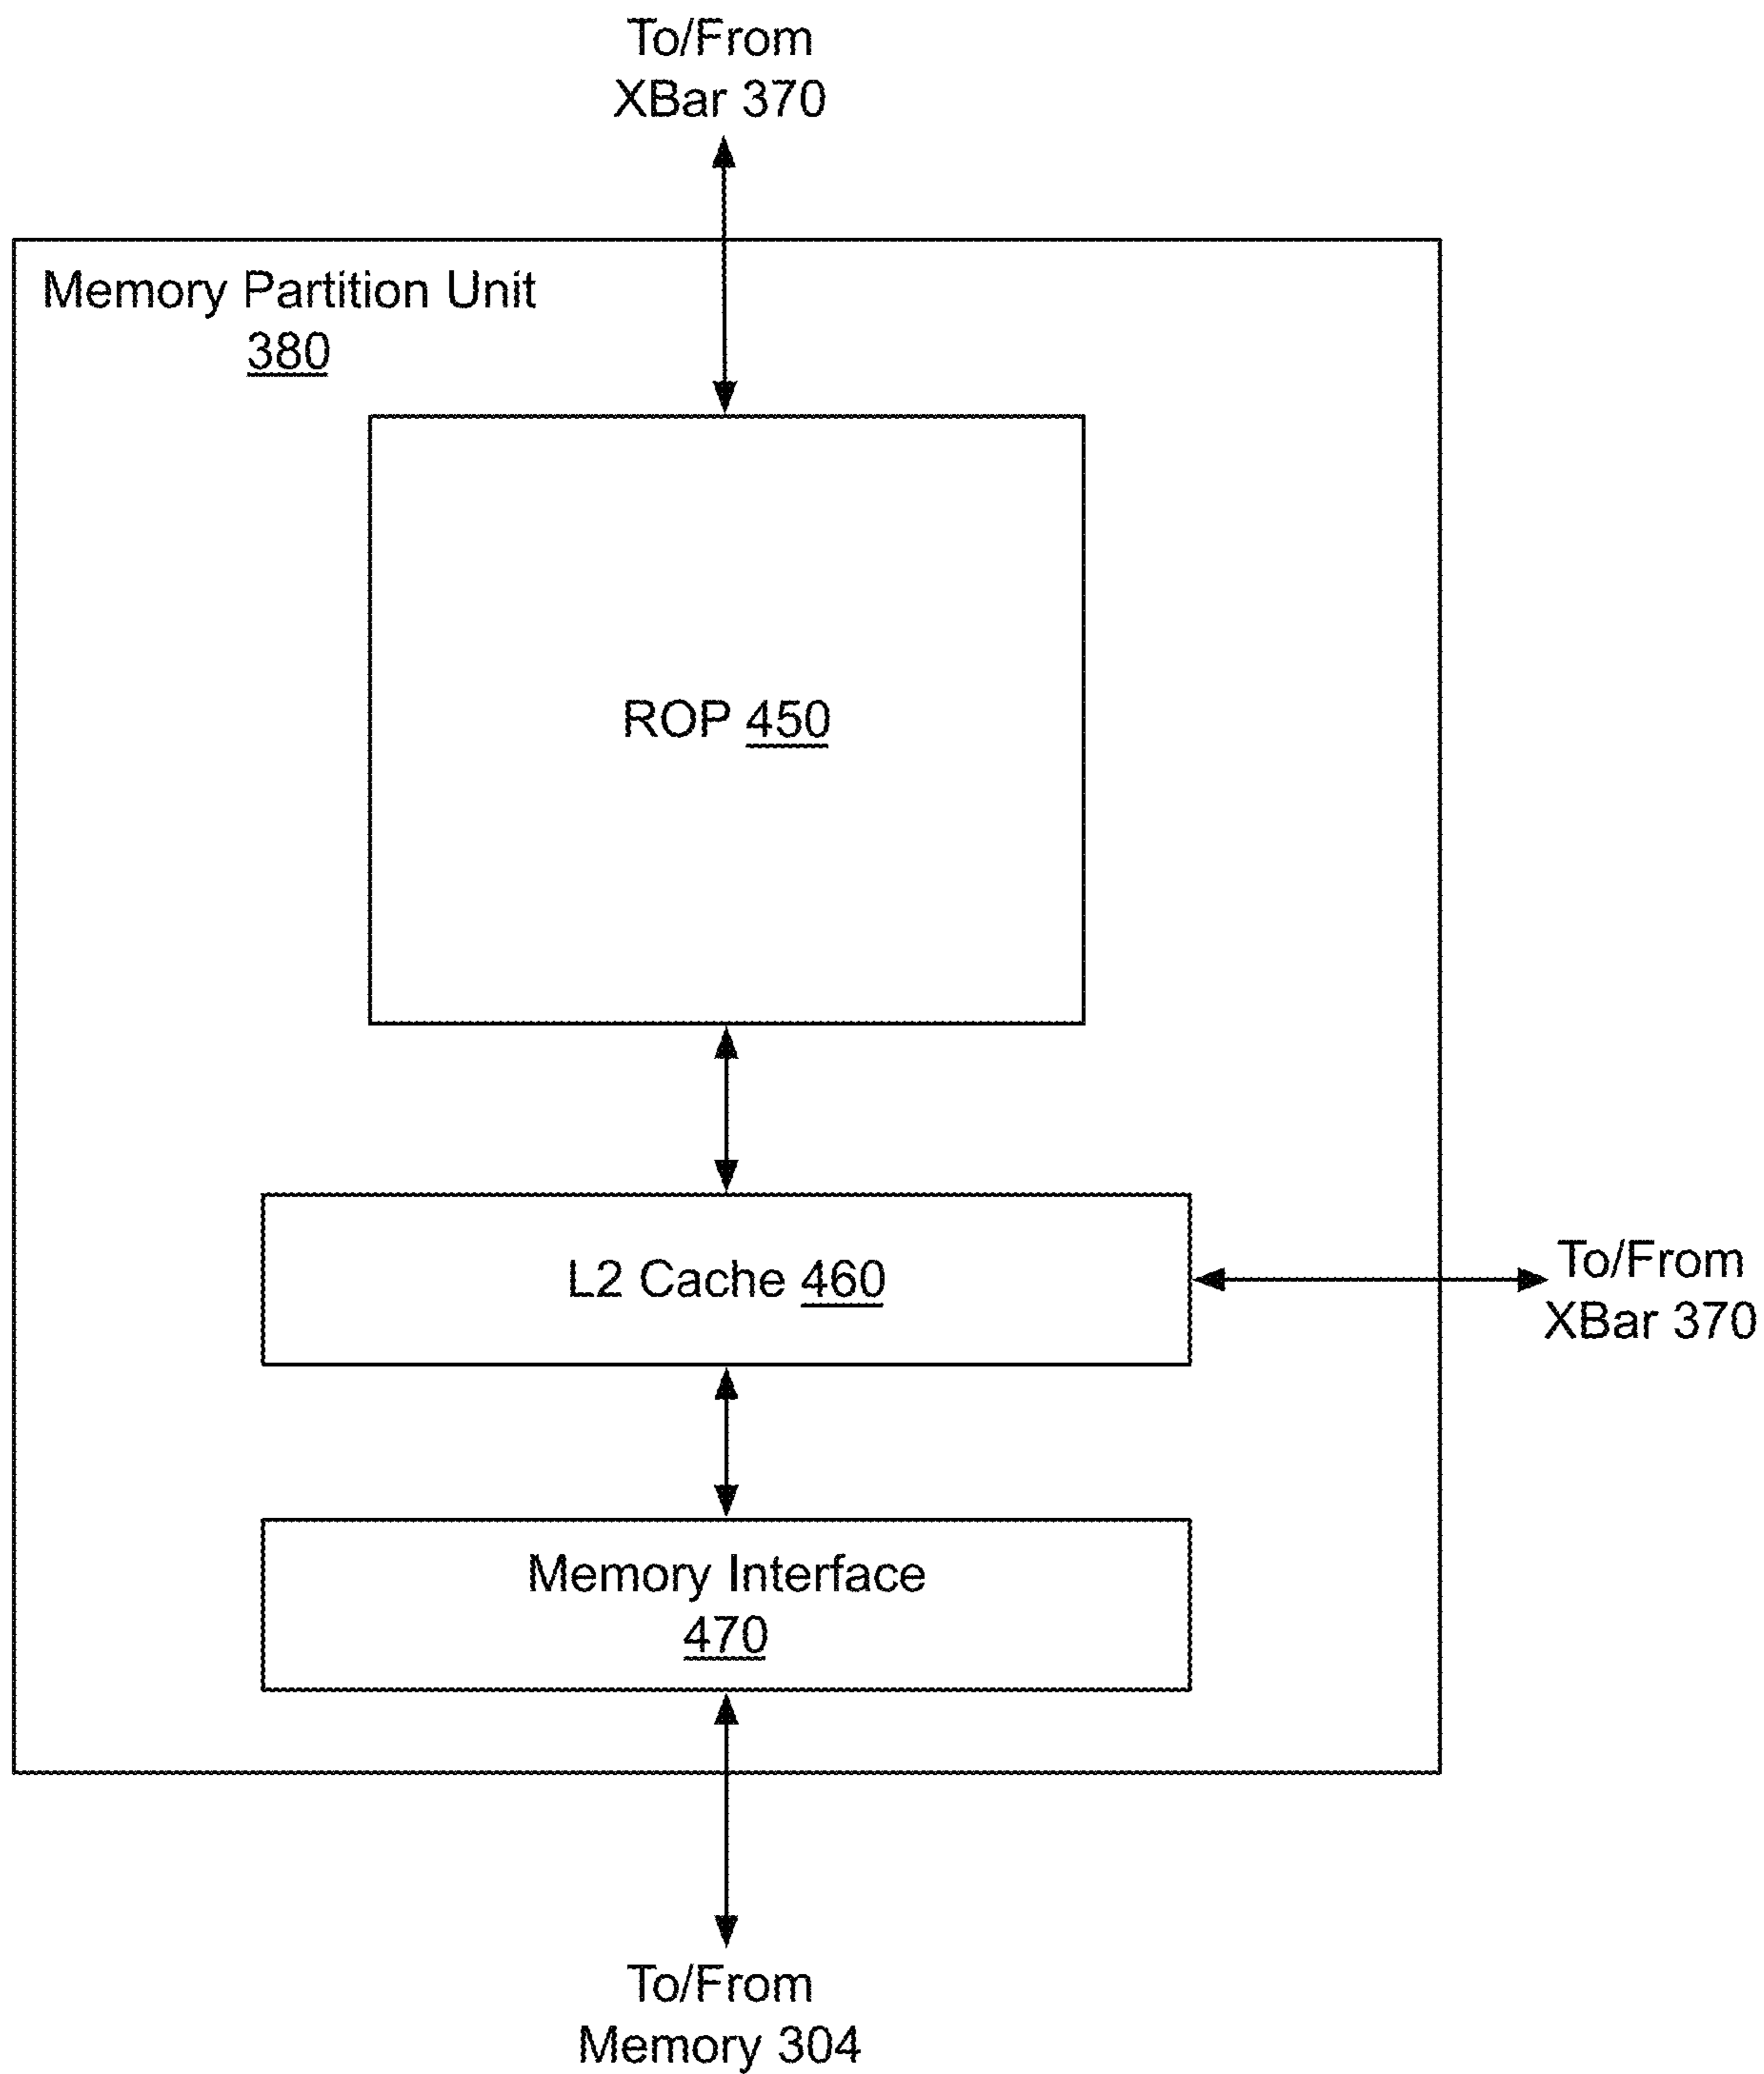 To/From
XBar 370
Memory Partition Unit
380
ROP 450
L2 Cache 460
To/From
XBar 370
Memory Interface
470
To/From
Memory 304